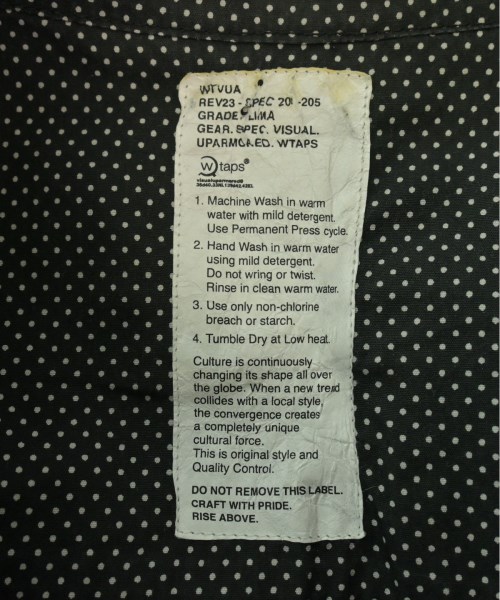 WTVUA
REV23 - SPEC 20 -205
GRADE. LIMA
GEAR. SPEC. VISUAL.
UPARMORED. WTAPS
W taps®
1. Machine Wash in warm
water with mild detergent.
Use Permanent Press cycle.
2. Hand Wash in warm water
using mild detergent.
Do not wring or twist.
Rinse in clean warm water.
3. Use only non-chlorine
breach or starch.
4. Tumble Dry at Low heat.
Culture is continuously
changing its shape all over
the globe. When a new trend
collides with a local style,
the convergence creates
a completely unique
cultural force.
This is original style and
Quality Control.
DO NOT REMOVE THIS LABEL.
CRAFT WITH PRIDE.
RISE ABOVE.